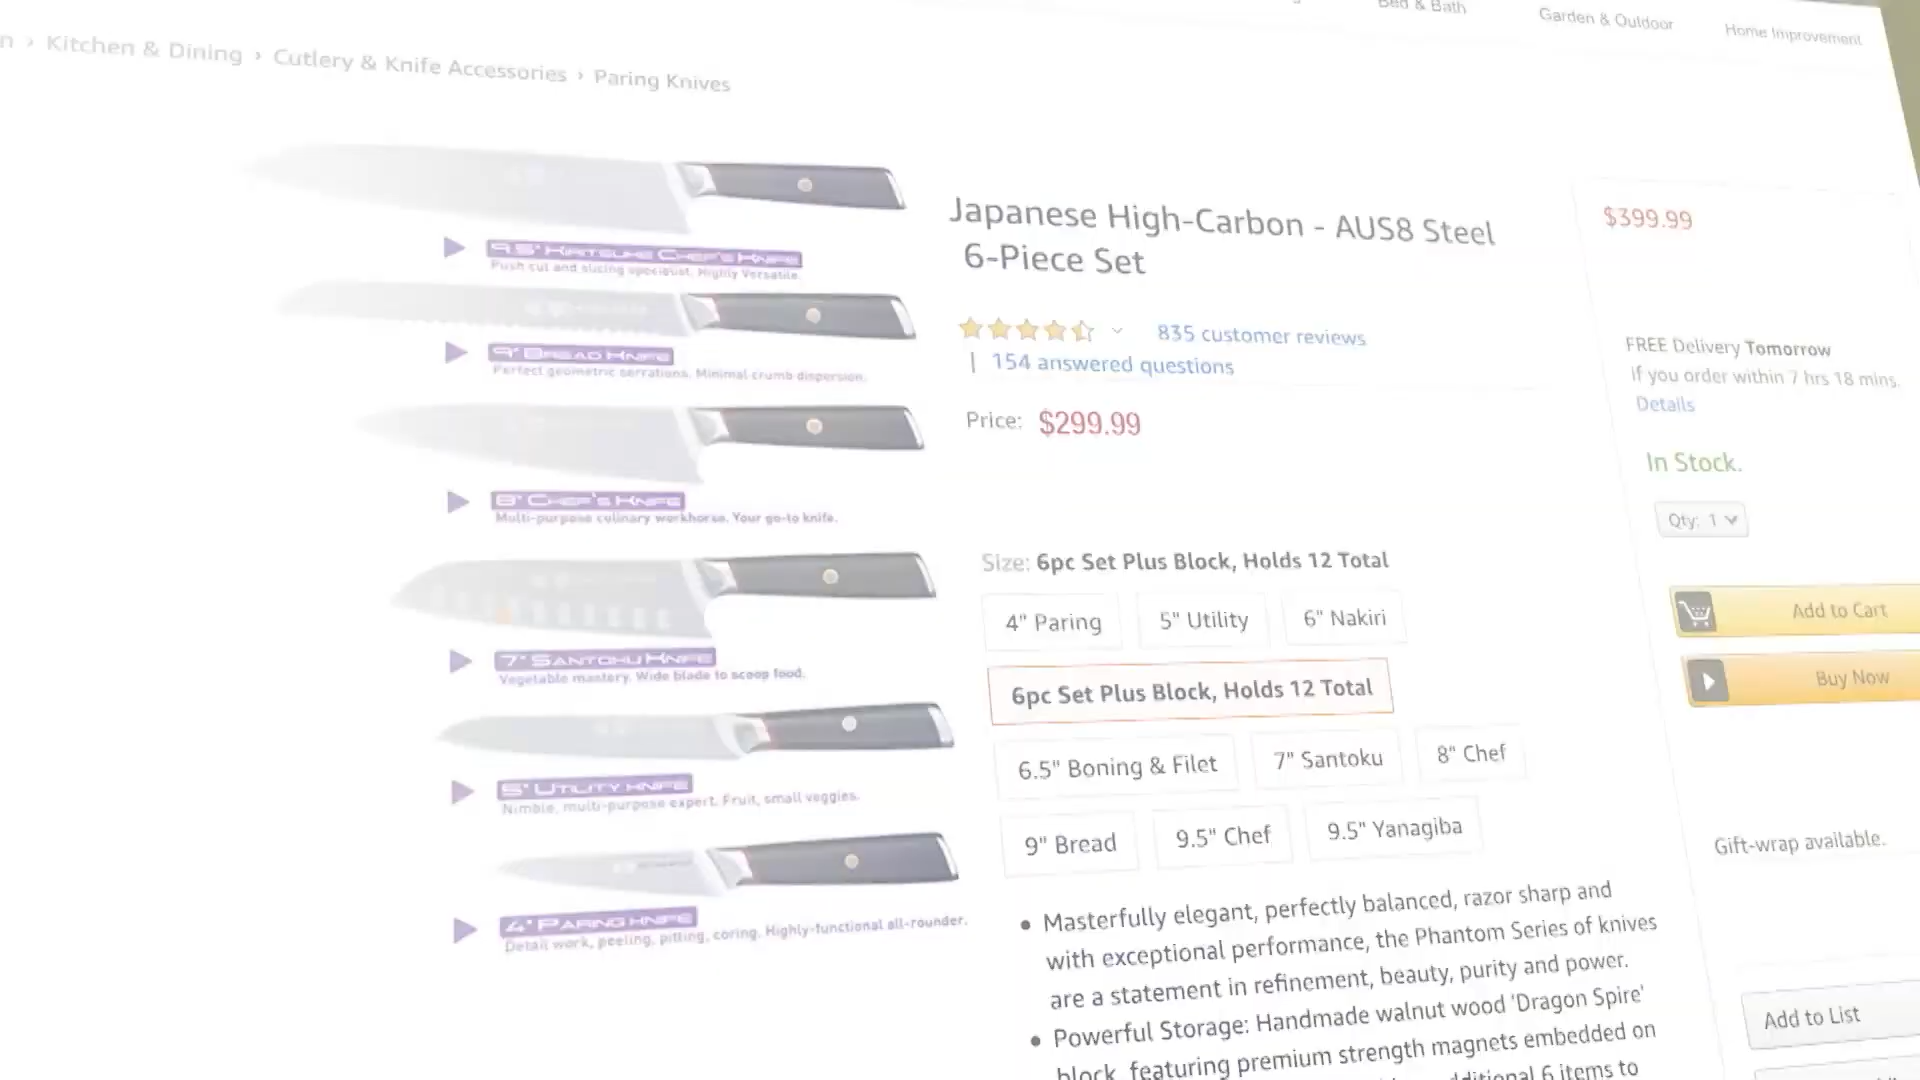 Bed & Bath
Garden & Outdoor
Home Improvement
› Kitchen & Dining › Cutlery & Knife Accessories › Paring Knives
9.5" Kiritsuke Chef's Knife
Push cut and slicing specialist. Highly Versatile.
9" Bread Knife
Perfect geometric serrations. Minimal crumb dispersion.
8" Chef's Knife
Multi-purpose culinary workhorse. Your go-to knife.
7" Santoku Knife
Vegetable mastery. Wide blade to scoop food.
5" Utility Knife
Nimble, multi-purpose expert. Fruit, small veggies.
4" Paring Knife
Detail work, peeling, pitting, coring. Highly-functional all-rounder.
Japanese High-Carbon - AUS8 Steel
6-Piece Set
835 customer reviews
| 154 answered questions
Price: $299.99
Size: 6pc Set Plus Block, Holds 12 Total
4" Paring
5" Utility
6" Nakiri
6pc Set Plus Block, Holds 12 Total
6.5" Boning & Filet
7" Santoku
8" Chef
9" Bread
9.5" Chef
9.5" Yanagiba
• Masterfully elegant, perfectly balanced, razor sharp and
with exceptional performance, the Phantom Series of knives
are a statement in refinement, beauty, purity and power.
• Powerful Storage: Handmade walnut wood 'Dragon Spire'
block, featuring premium strength magnets embedded on
6 items to
$399.99
FREE Delivery Tomorrow
if you order within 7 hrs 18 mins.
Details
In Stock.
Qty: 1
Add to Cart
Buy Now
Gift-wrap available.
Add to List